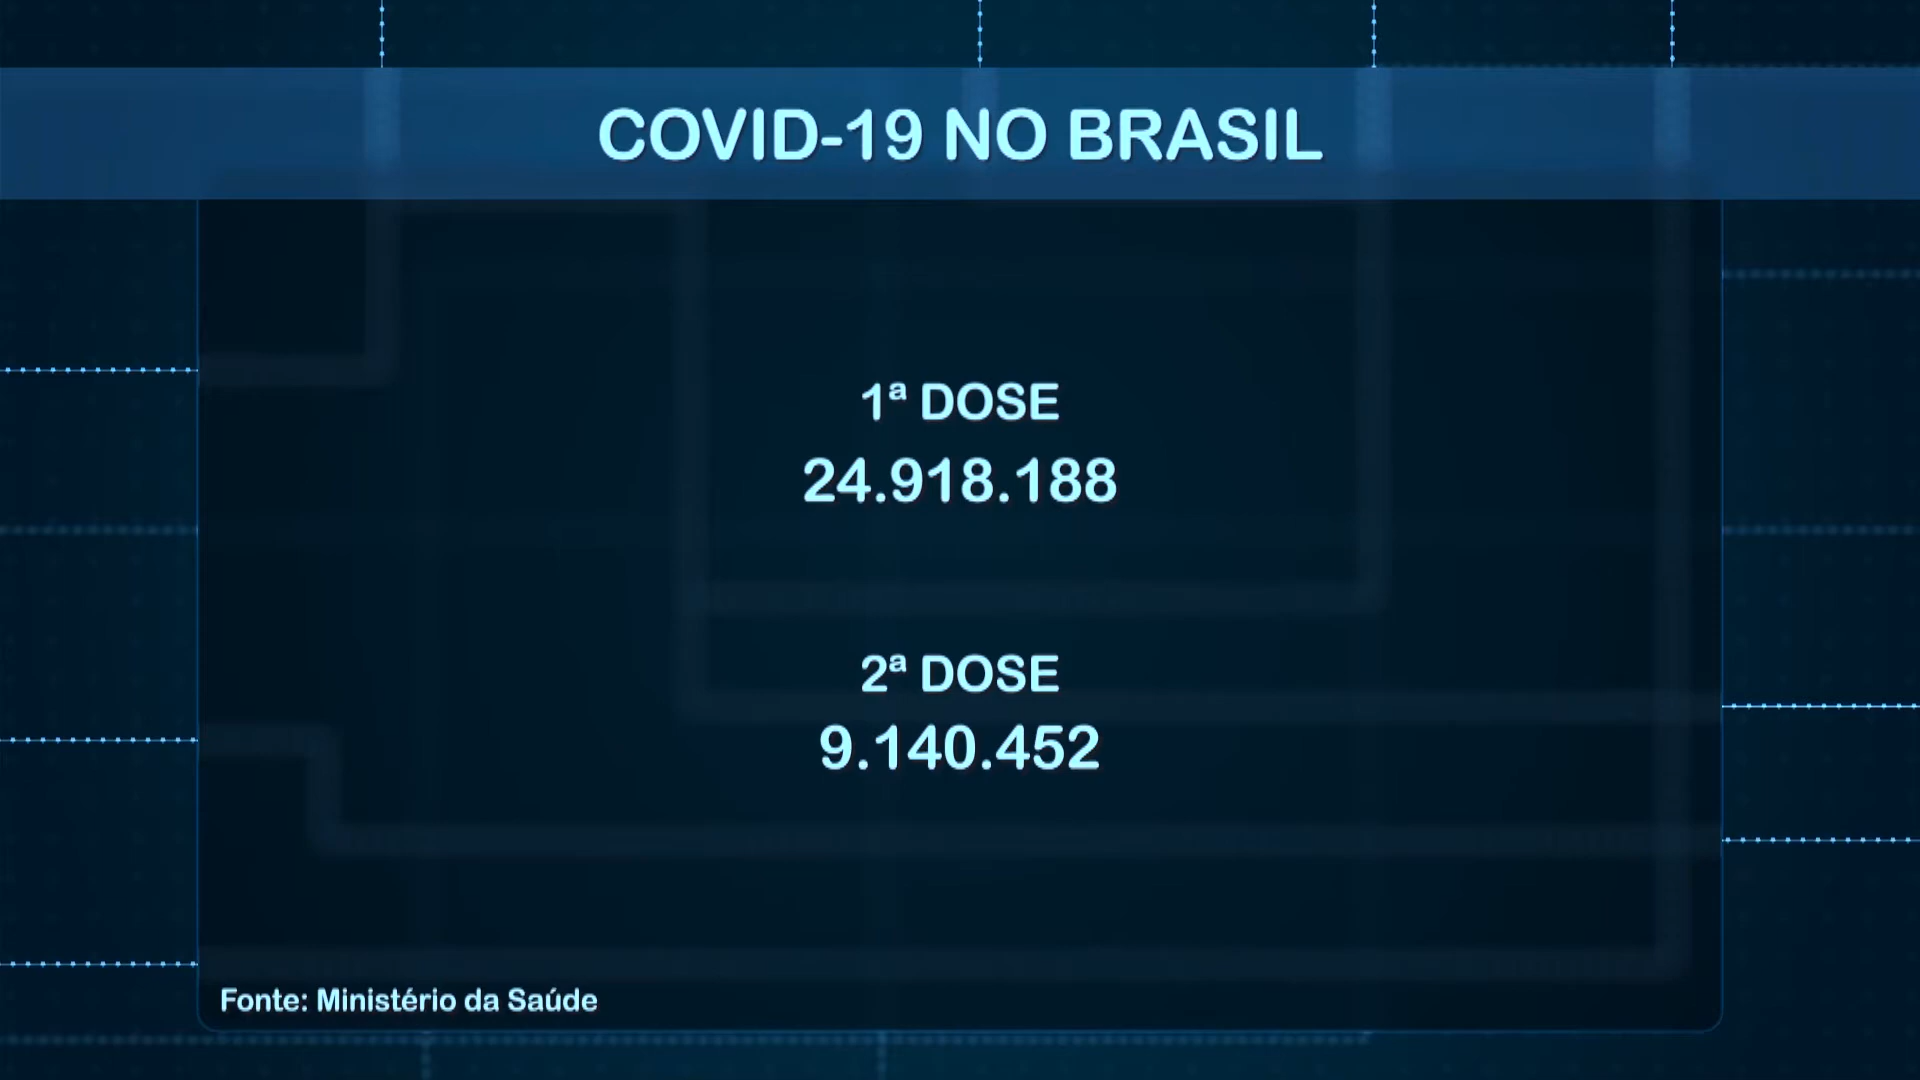 COVID-19 NO BRASIL
1ª DOSE
24.918.188
2ª DOSE
9.140.452
Fonte: Ministério da Saúde